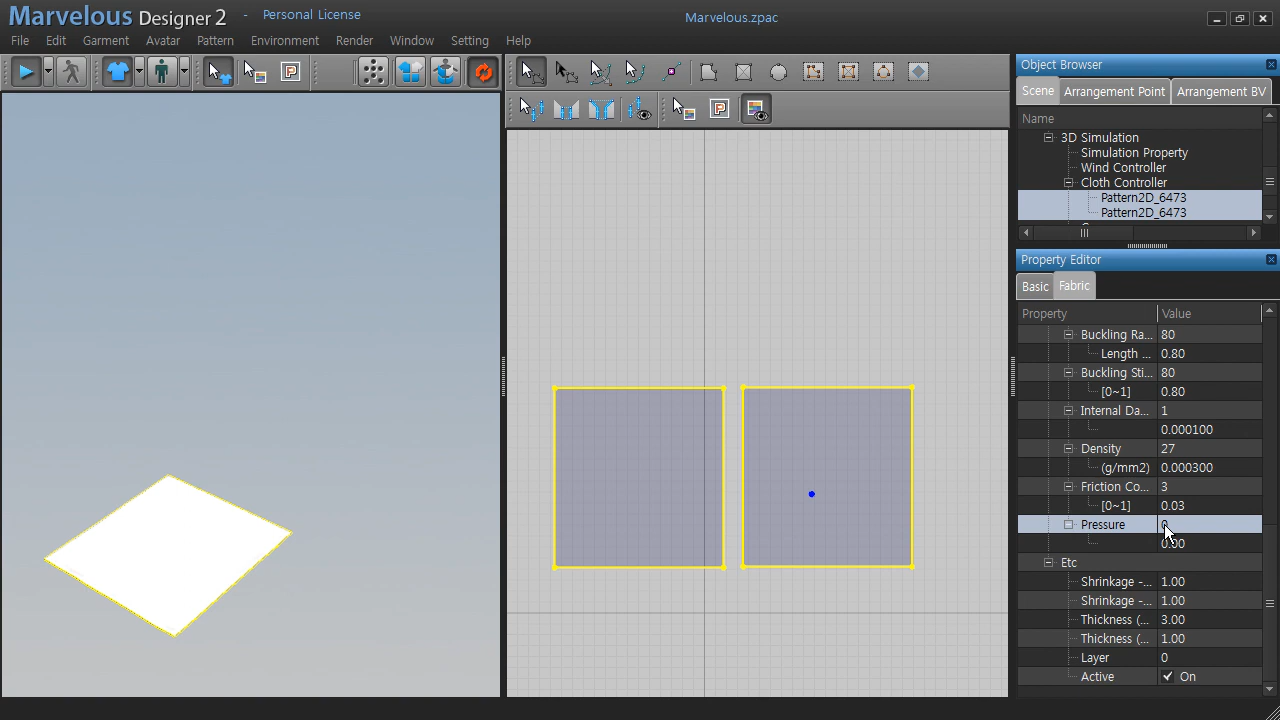 Marvelous Designer 2 - Personal License
Marvelous.zpac
File Edit Garment Avatar Pattern Environment Render Window Setting Help
Object Browser
Scene Arrangement Point Arrangement BV
Name
3D Simulation
Simulation Property
Wind Controller
Cloth Controller
Pattern2D_6473
Pattern2D_6473
Property Editor
Basic Fabric
Property Value
Buckling Ra... 80
Length ... 0.80
Buckling Sti... 80
[0~1] 0.80
Internal Da... 1
0.000100
Density 27
(g/mm2) 0.000300
Friction Co... 3
[0~1] 0.03
Pressure 0
0.00
Etc
Shrinkage -... 1.00
Shrinkage -... 1.00
Thickness (... 3.00
Thickness (... 1.00
Layer 0
Active On